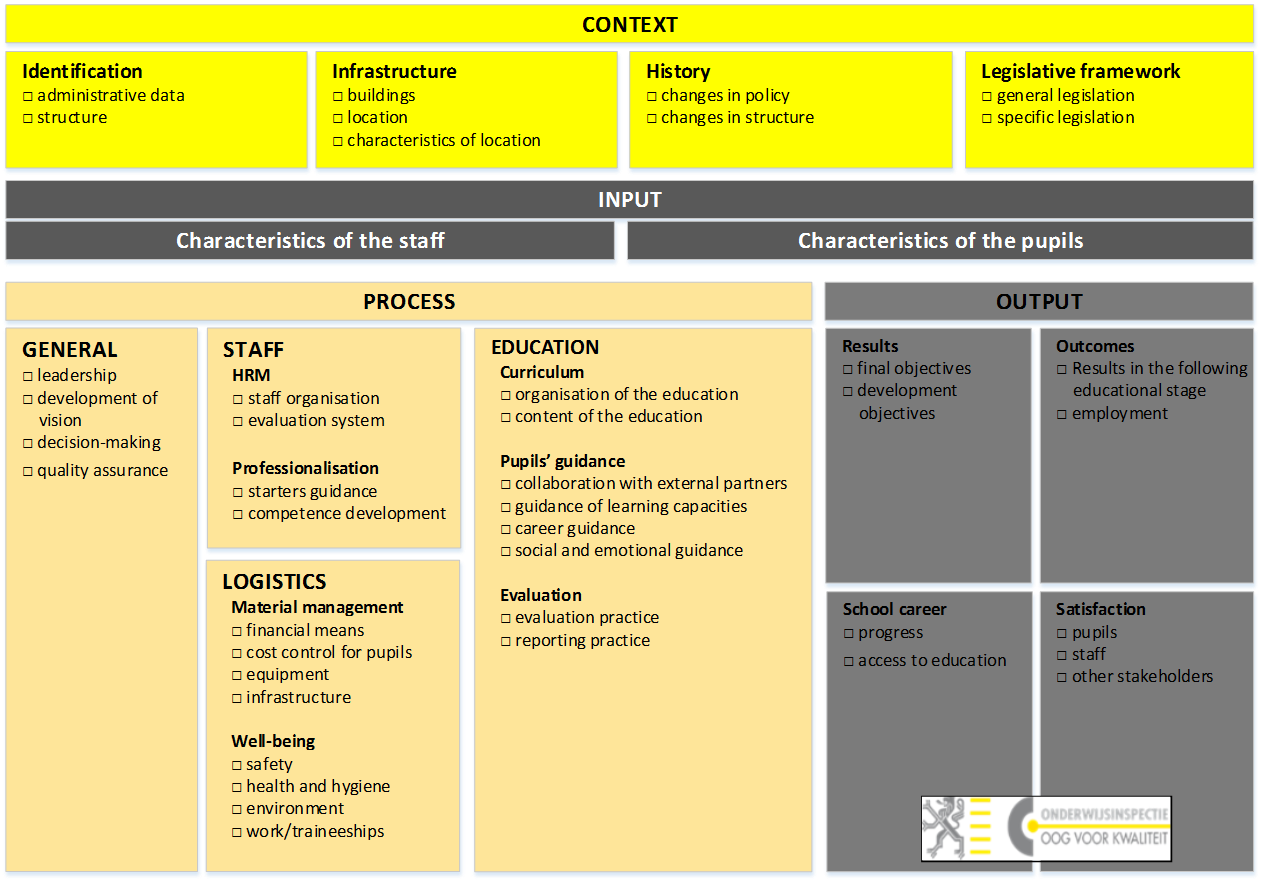 CONTEXT
Identification
□ administrative data
□ structure
Infrastructure
□ buildings
□ location
□ characteristics of location
History
□ changes in policy
□ changes in structure
Legislative framework
□ general legislation
□ specific legislation
INPUT
Characteristics of the staff
Characteristics of the pupils
PROCESS
GENERAL
□ leadership
□ development of
vision
□ decision-making
□ quality assurance
STAFF
HRM
□ staff organisation
□ evaluation system
Professionalisation
□ starters guidance
□ competence development
LOGISTICS
Material management
□ financial means
□ cost control for pupils
□ equipment
□ infrastructure
Well-being
□ safety
□ health and hygiene
□ environment
□ work/traineeships
EDUCATION
Curriculum
□ organisation of the education
□ content of the education
Pupils’ guidance
□ collaboration with external partners
□ guidance of learning capacities
□ career guidance
□ social and emotional guidance
Evaluation
□ evaluation practice
□ reporting practice
OUTPUT
Results
□ final objectives
□ development
objectives
Outcomes
□ Results in the following
educational stage
□ employment
School career
□ progress
□ access to education
Satisfaction
□ pupils
□ staff
□ other stakeholders
ONDERWIJSINSPECTIE
OOG VOOR KWALITEIT